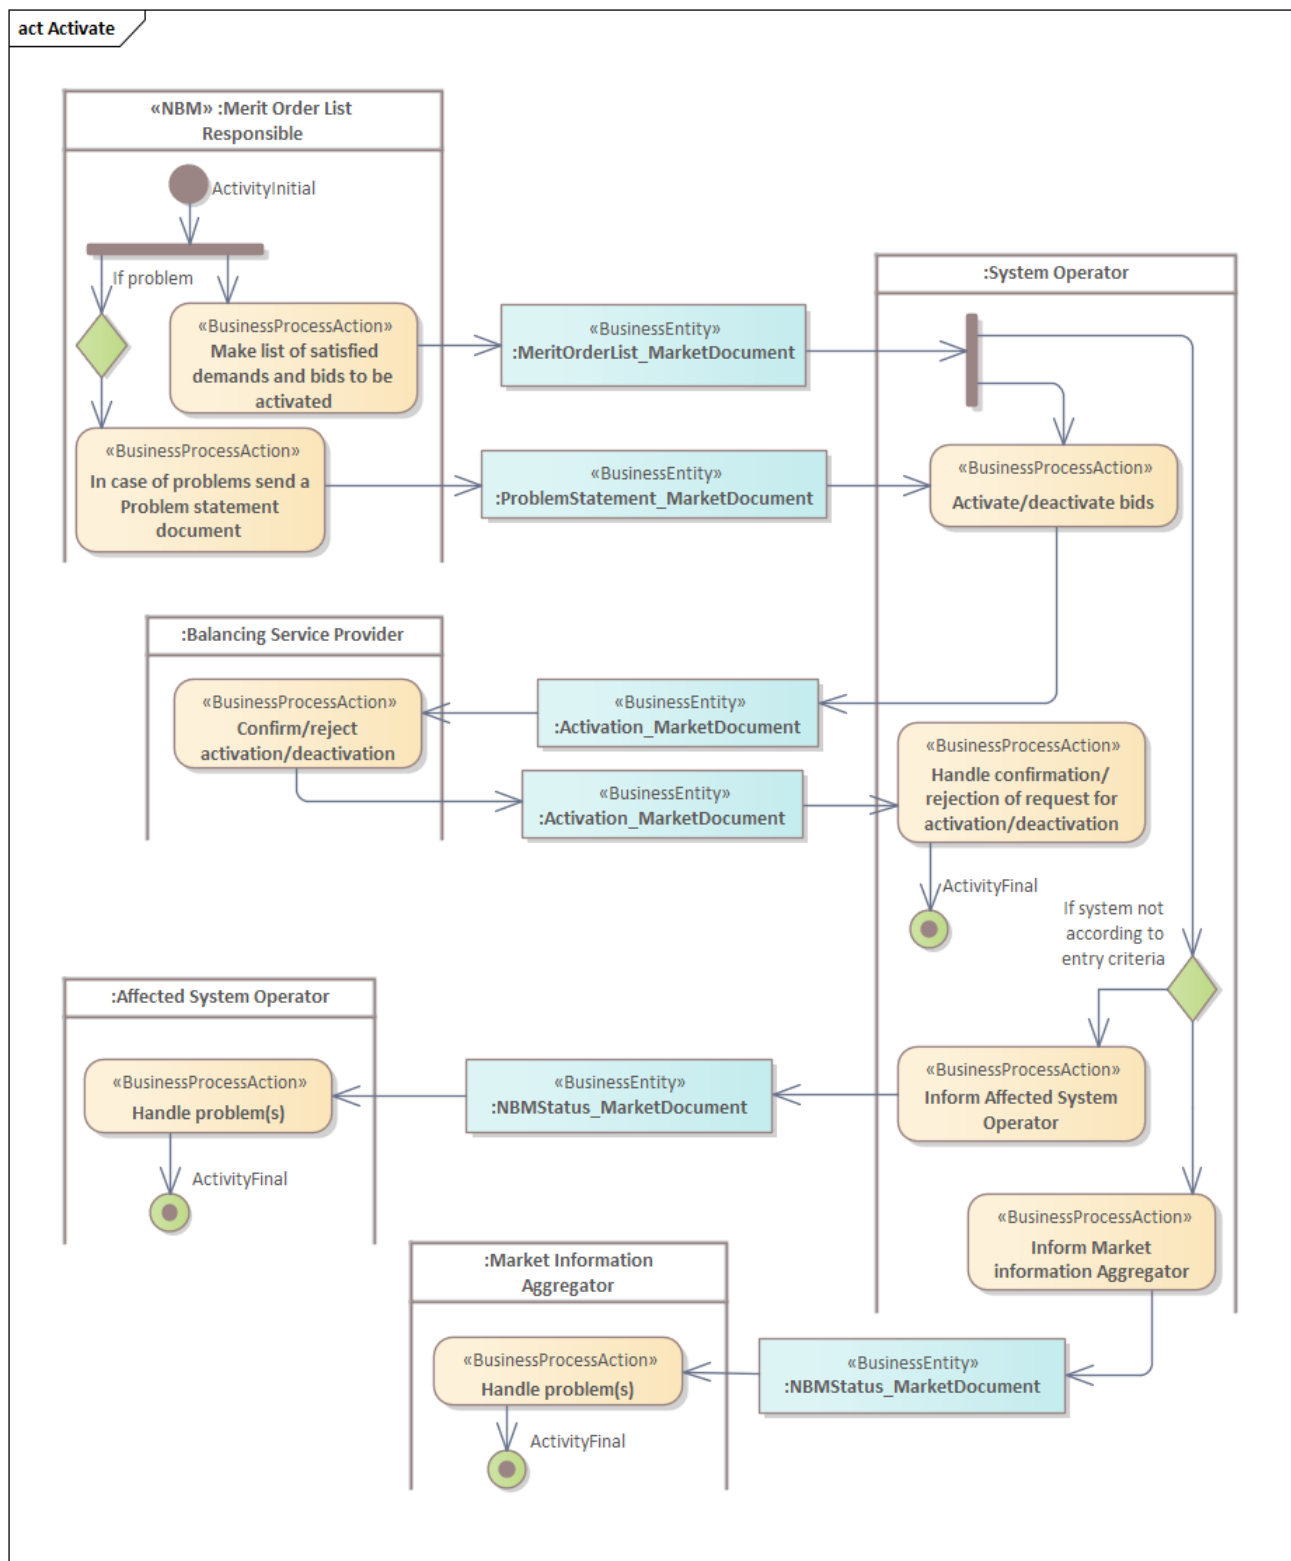 act Activate
«NBM» :Merit Order List
Responsible
ActivityInitial
If problem
«BusinessProcessAction»
Make list of satisfied
demands and bids to be
activated
«BusinessEntity»
:MeritOrderList_MarketDocument
:System Operator
«BusinessProcessAction»
In case of problems send a
Problem statement
document
«BusinessEntity»
:ProblemStatement_MarketDocument
«BusinessProcessAction»
Activate/deactivate bids
:Balancing Service Provider
«BusinessProcessAction»
Confirm/reject
activation/deactivation
«BusinessEntity»
:Activation_MarketDocument
«BusinessEntity»
:Activation_MarketDocument
«BusinessProcessAction»
Handle confirmation/
rejection of request for
activation/deactivation
ActivityFinal
If system not
according to
entry criteria
:Affected System Operator
«BusinessProcessAction»
Handle problem(s)
ActivityFinal
«BusinessEntity»
:NBMStatus_MarketDocument
«BusinessProcessAction»
Inform Affected System
Operator
«BusinessProcessAction»
Inform Market
information Aggregator
:Market Information
Aggregator
«BusinessProcessAction»
Handle problem(s)
ActivityFinal
«BusinessEntity»
:NBMStatus_MarketDocument